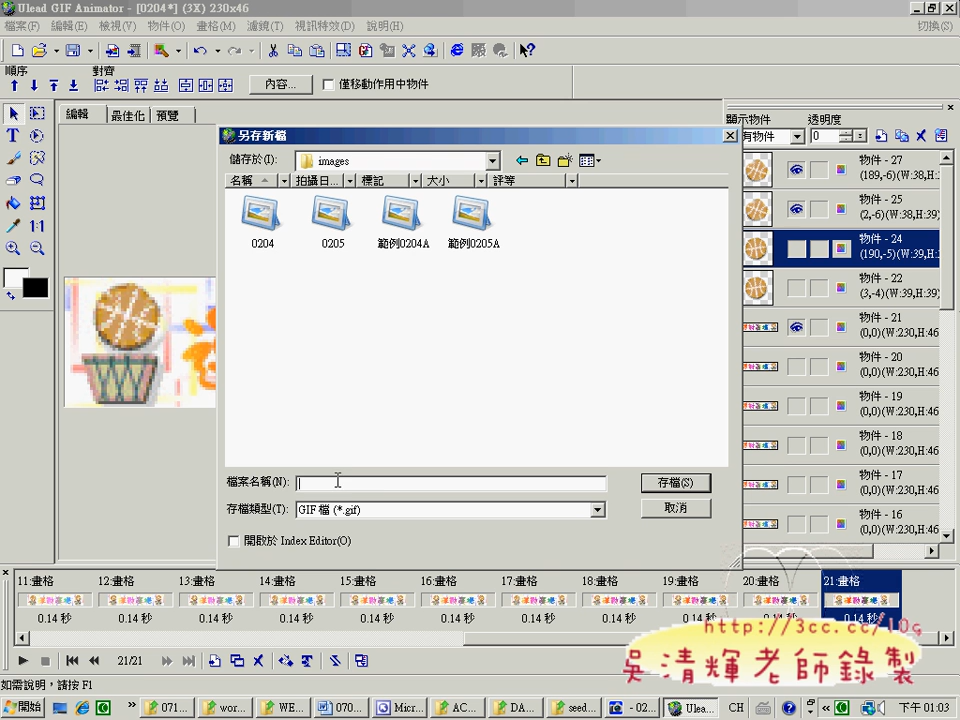 Ulead GIF Animator - [0204*] (3X) 230x46
檔案(F) 編輯(E) 檢視(V) 物件(O) 畫格(M) 濾鏡(T) 視訊特效(D) 說明(H) 切換(S)
順序 對齊
內容... 僅移動作用中物件
編輯 最佳化 預覽
顯示物件 透明度
有物件 0
另存新檔
儲存於(I): images
名稱 拍攝日... 標記 大小 評等
0204 0205 範例0204A 範例0205A
檔案名稱(N): 存檔(S)
存檔類型(T): GIF 檔 (*.gif) 取消
開啟於 Index Editor(O)
物件 - 27
(189,-6)(W:38,H:
物件 - 25
(2,-6)(W:38,H:39)
物件 - 24
(190,-5)(W:39,H:
物件 - 22
(3,-4)(W:39,H:39)
物件 - 21
(0,0)(W:230,H:46
物件 - 20
(0,0)(W:230,H:46
物件 - 19
(0,0)(W:230,H:46
物件 - 18
(0,0)(W:230,H:46
物件 - 17
(0,0)(W:230,H:46
物件 - 16
(0,0)(W:230,H:46
11:畫格 12:畫格 13:畫格 14:畫格 15:畫格 16:畫格 17:畫格 18:畫格 19:畫格 20:畫格 21:畫格
0.14 秒 0.14 秒 0.14 秒 0.14 秒 0.14 秒 0.14 秒 0.14 秒 0.14 秒 0.14 秒 0.14 秒 0.14 秒
http://3cc.cc/10g
21/21
吳清輝老師錄製
如需說明，請按 F1
開始 071... wor... WE... 070... Micr... AC... DA... seed... - 02... Ulea... CH 下午 01:03